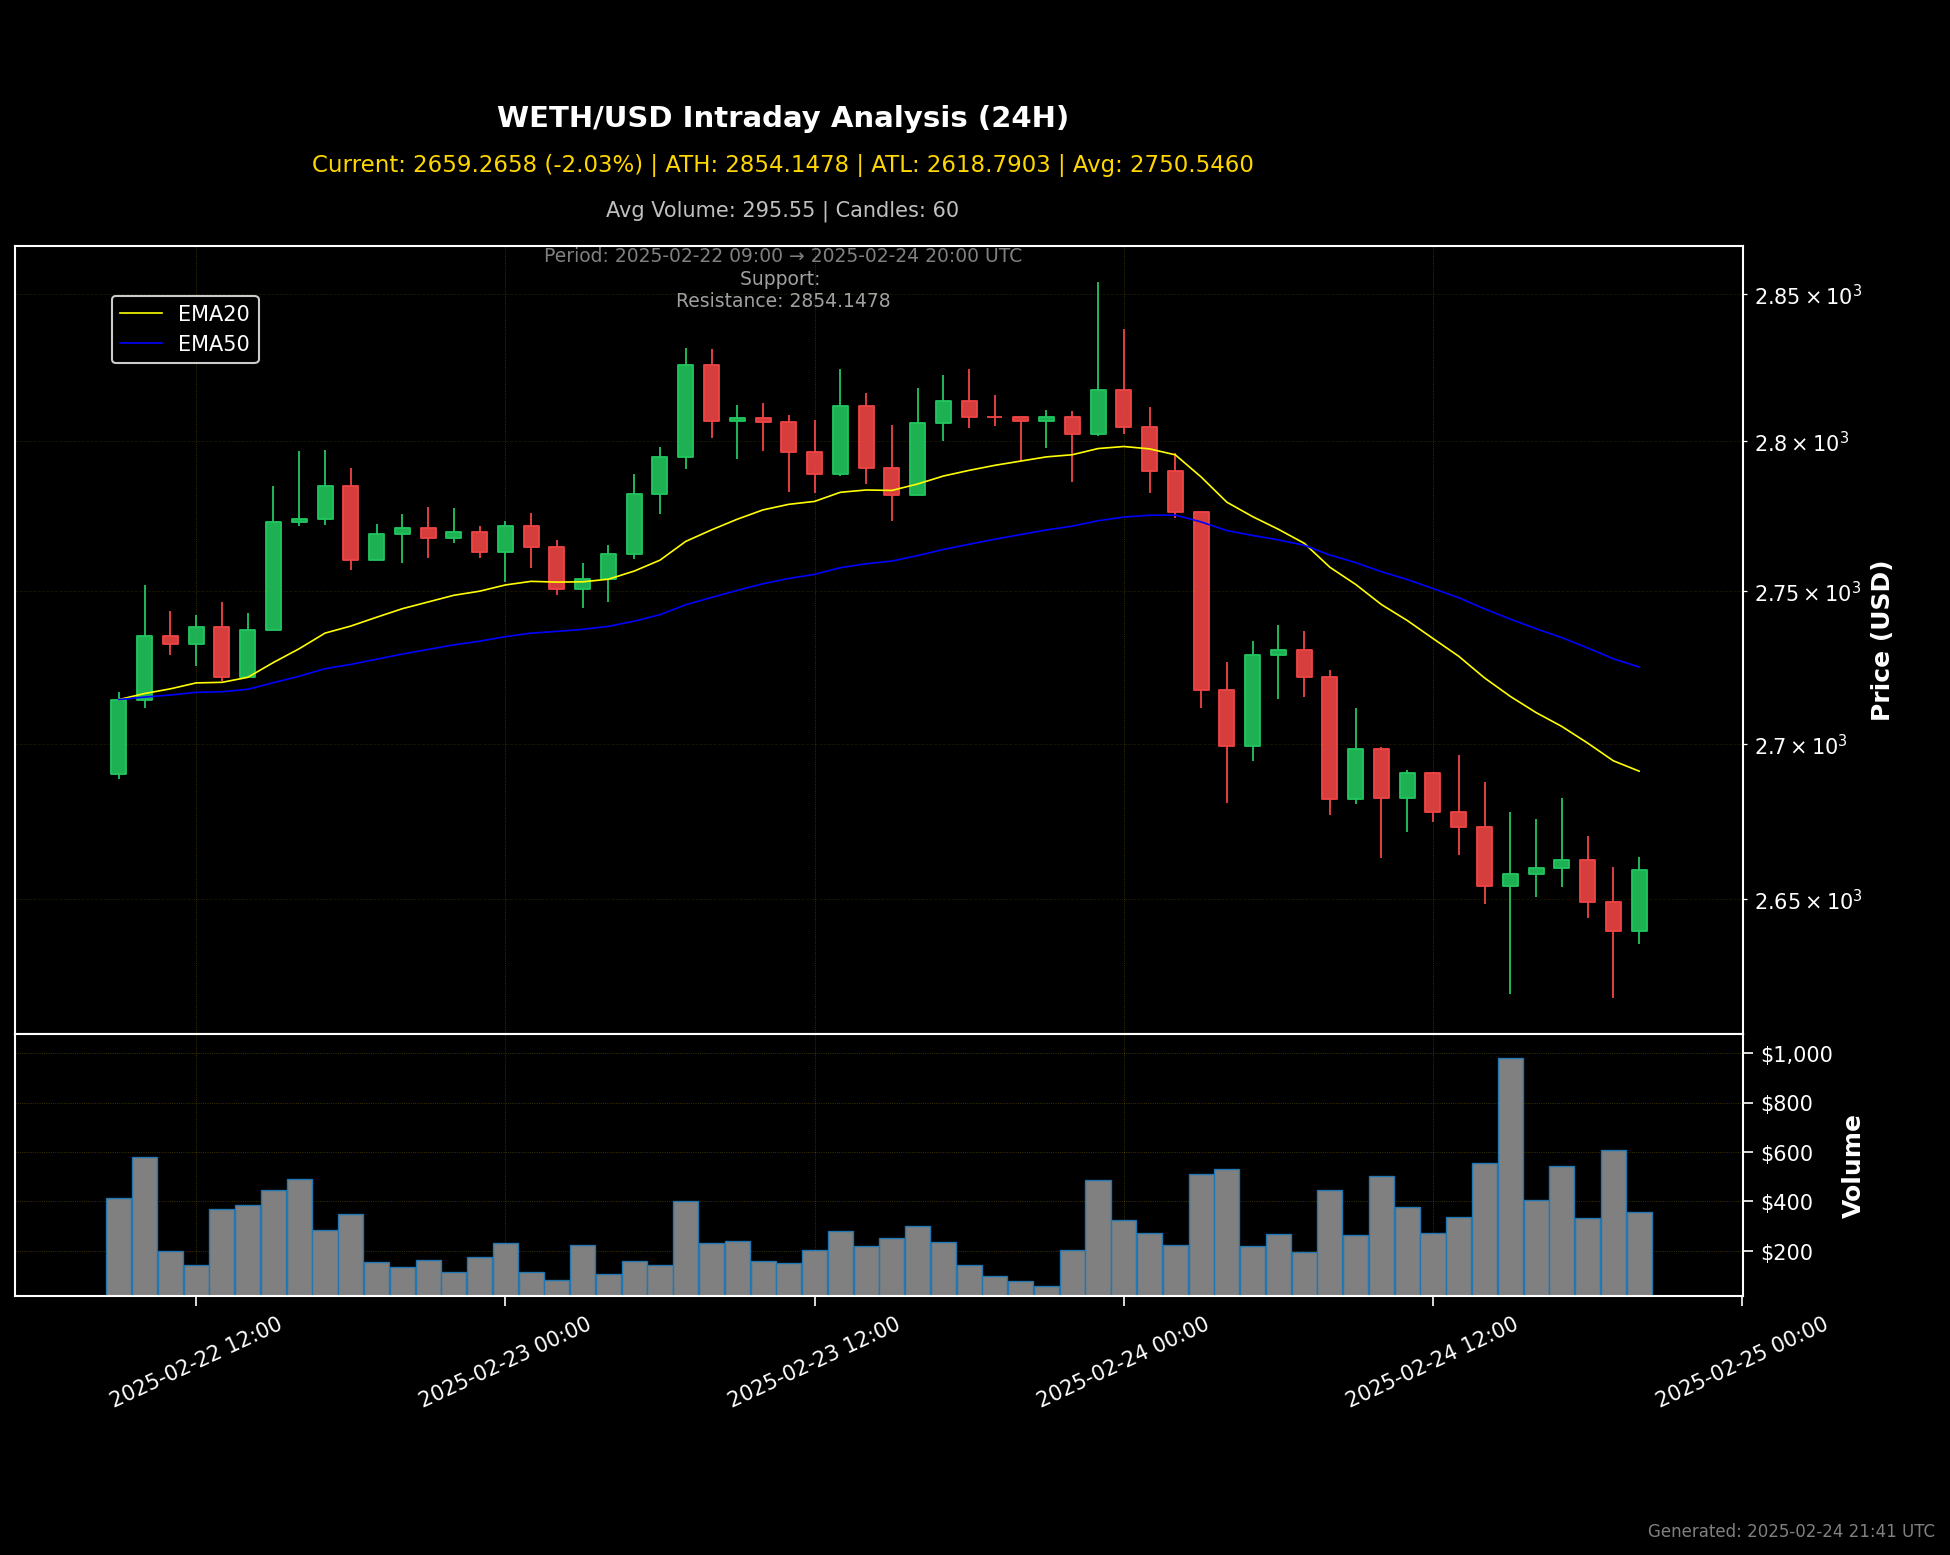 WETH/USD Intraday Analysis (24H)
Current: 2659.2658 (-2.03%) | ATH: 2854.1478 | ATL: 2618.7903 | Avg: 2750.5460
Avg Volume: 295.55 | Candles: 60
Period: 2025-02-22 09:00 → 2025-02-24 20:00 UTC
Support:
Resistance: 2854.1478
EMA20
EMA50
2.85 × 10³
2.8 × 10³
2.75 × 10³
2.7 × 10³
2.65 × 10³
Price (USD)
$1,000
$800
$600
$400
$200
Volume
2025-02-22 12:00
2025-02-23 00:00
2025-02-23 12:00
2025-02-24 00:00
2025-02-24 12:00
2025-02-25 00:00
Generated: 2025-02-24 21:41 UTC